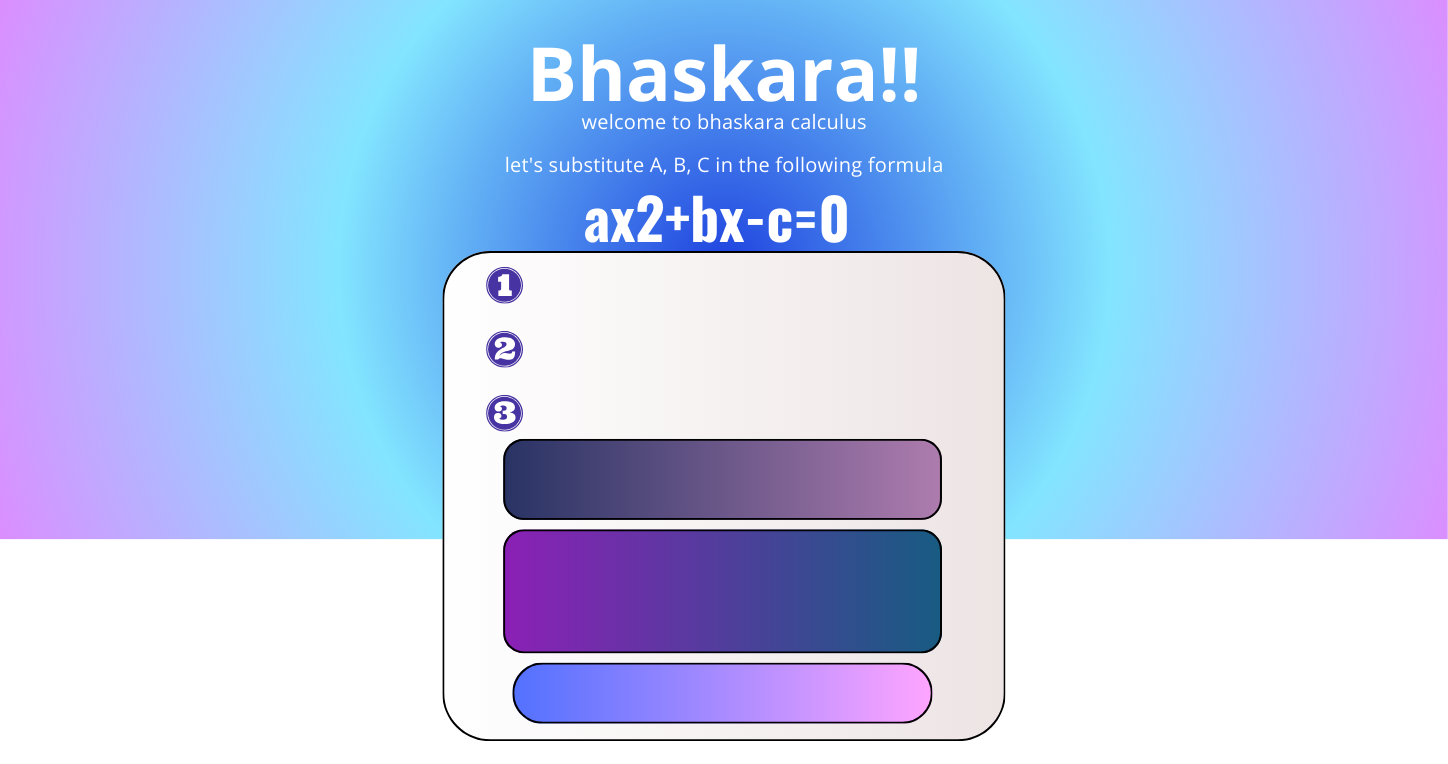 Bhaskara!!
welcome to bhaskara calculus
let's substitute A, B, C in the following formula
ax2+bx-c=0
1
2
3